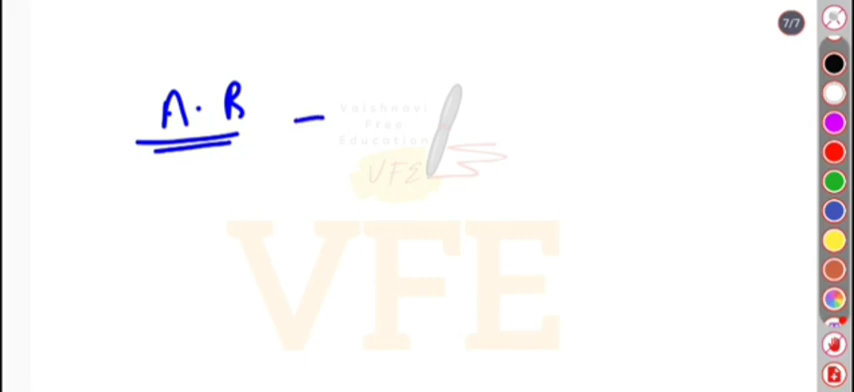 7/7
A. B -
Vaishnavi
Free
Education
VFE
VFE